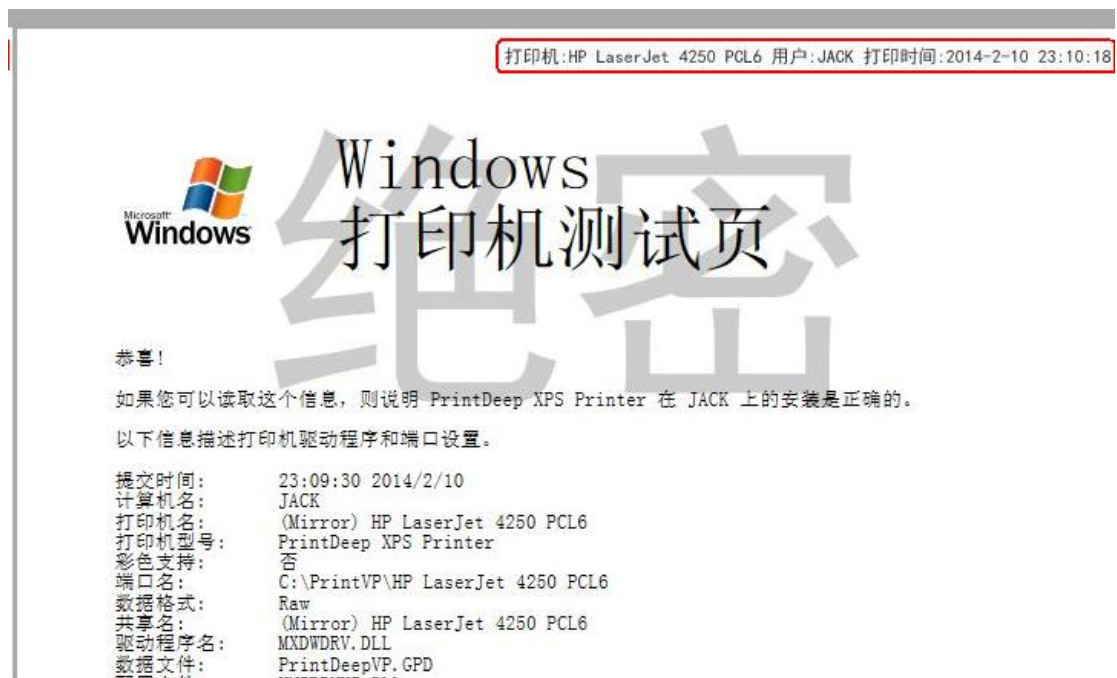 打印机:HP LaserJet 4250 PCL6 用户:JACK 打印时间:2014-2-10 23:10:18
绝密
Microsoft
Windows
Windows
打印机测试页
恭喜!
如果您可以读取这个信息，则说明 PrintDeep XPS Printer 在 JACK 上的安装是正确的。
以下信息描述打印机驱动程序和端口设置。
提交时间: 23:09:30 2014/2/10
计算机名: JACK
打印机名: (Mirror) HP LaserJet 4250 PCL6
打印机型号: PrintDeep XPS Printer
彩色支持: 否
端口名: C:\PrintVP\HP LaserJet 4250 PCL6
数据格式: Raw
共享名: (Mirror) HP LaserJet 4250 PCL6
驱动程序名: MXDWDRV.DLL
数据文件: PrintDeepVP.GPD